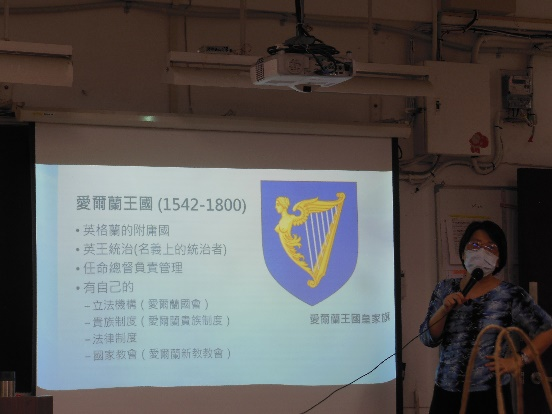 愛爾蘭王國 (1542-1800)
• 英格蘭的附庸國
• 英王統治(名義上的統治者)
• 任命總督負責管理
• 有自己的
–立法機構（愛爾蘭國會）
–貴族制度（愛爾蘭貴族制度）
–法律制度
–國家教會（愛爾蘭新教教會）
愛爾蘭王國皇家旗